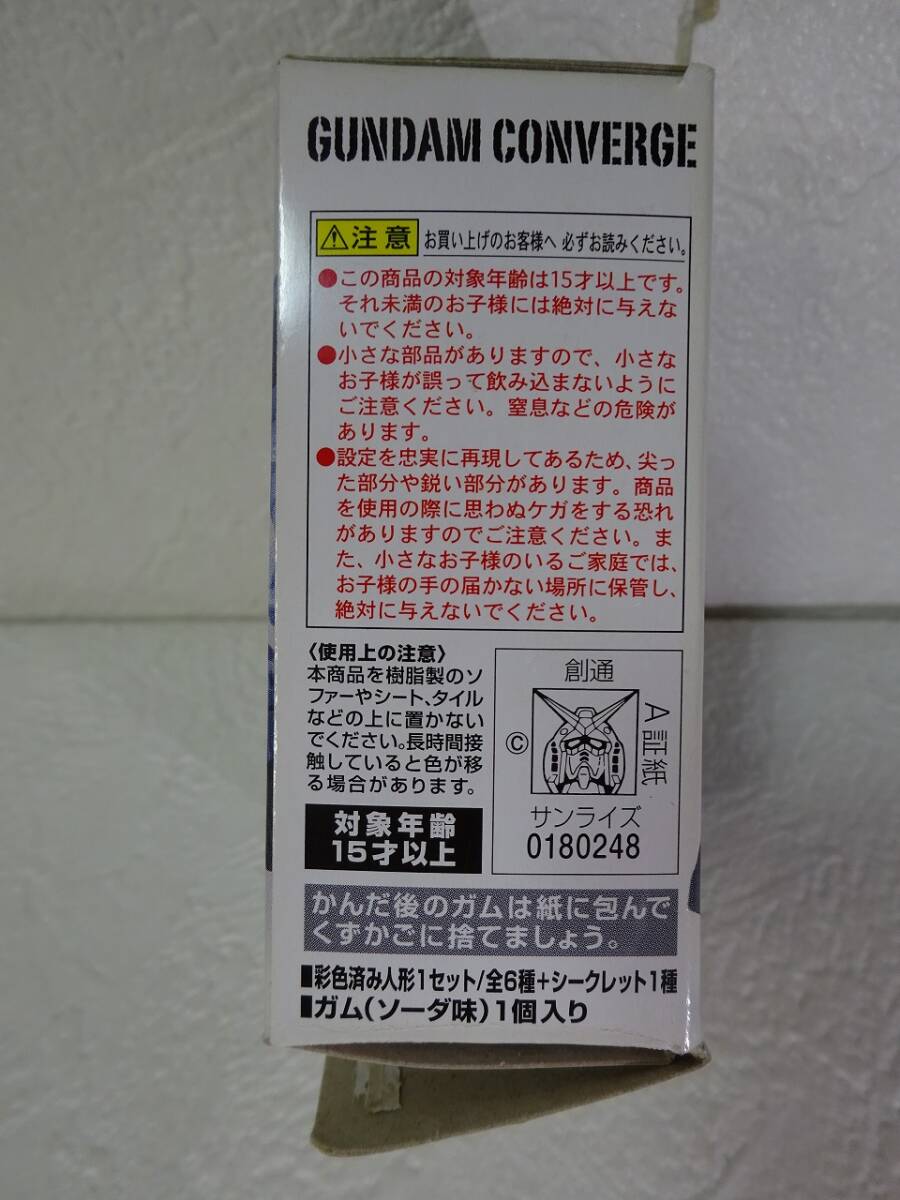 GUNDAM CONVERGE
⚠注意 お買い上げのお客様へ 必ずお読みください。
●この商品の対象年齢は15才以上です。
それ未満のお子様には絶対に与えな
いでください。
●小さな部品がありますので、小さな
お子様が誤って飲み込まないように
ご注意ください。窒息などの危険が
あります。
●設定を忠実に再現してあるため、尖っ
た部分や鋭い部分があります。商品
を使用の際に思わぬケガをする恐れ
がありますのでご注意ください。ま
た、小さなお子様のいるご家庭では、
お子様の手の届かない場所に保管し、
絶対に与えないでください。
〈使用上の注意〉
本商品を樹脂製のソ
ファーやシート、タイル
などの上に置かない
でください。長時間接
触していると色が移
る場合があります。
対象年齢
15才以上
創通
©
A証紙
サンライズ
0180248
かんだ後のガムは紙に包んで
くずかごに捨てましょう。
■彩色済み人形1セット/全6種+シークレット1種
■ガム(ソーダ味)1個入り